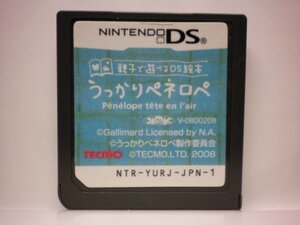 NINTENDO DS
親子で遊べるDS絵本
うっかりペネロペ
Pénélope tête en l'air
V-0800208
©Gallimard Licensed by N.A.
©うっかりペネロペ製作委員会
TECMO ©TECMO,LTD. 2008
NTR-YURJ-JPN-1